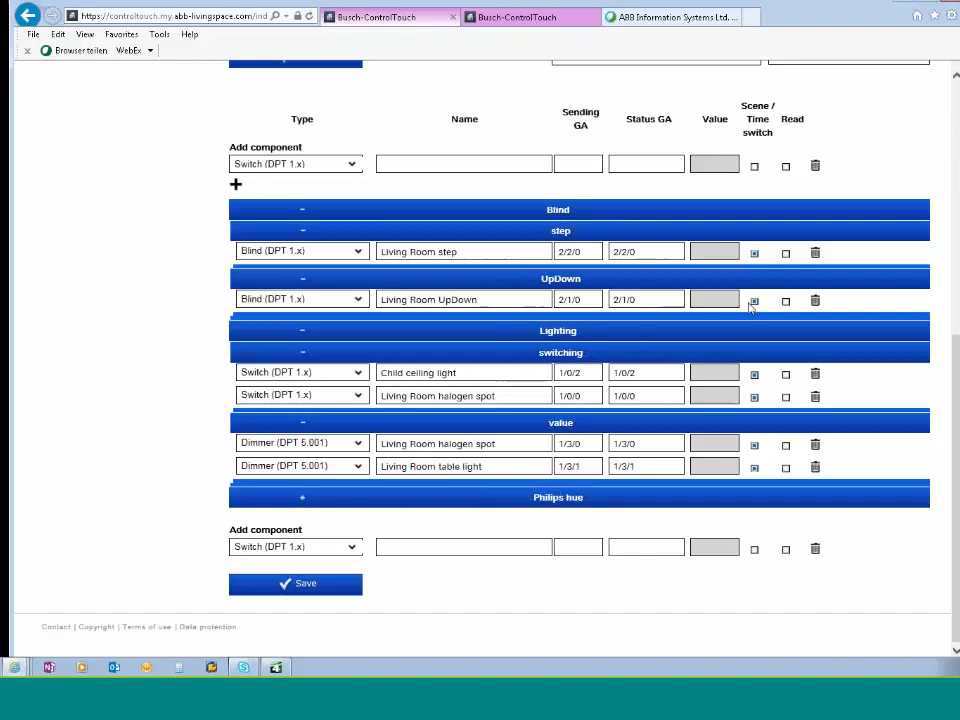 https://controltouch.my.abb-livingspace.com/ind
Busch-ControlTouch
Busch-ControlTouch
ABB Information Systems Ltd. ...
File Edit View Favorites Tools Help
x Browser teilen WebEx
Type Name Sending GA Status GA Value Scene / Time switch Read
Add component
Switch (DPT 1.x)
+
- Blind
- step
Blind (DPT 1.x) Living Room step 2/2/0 2/2/0
- UpDown
Blind (DPT 1.x) Living Room UpDown 2/1/0 2/1/0
- Lighting
- switching
Switch (DPT 1.x) Child ceiling light 1/0/2 1/0/2
Switch (DPT 1.x) Living Room halogen spot 1/0/0 1/0/0
- value
Dimmer (DPT 5.001) Living Room halogen spot 1/3/0 1/3/0
Dimmer (DPT 5.001) Living Room table light 1/3/1 1/3/1
+ Philips hue
Add component
Switch (DPT 1.x)
Save
Contact | Copyright | Terms of use | Data protection